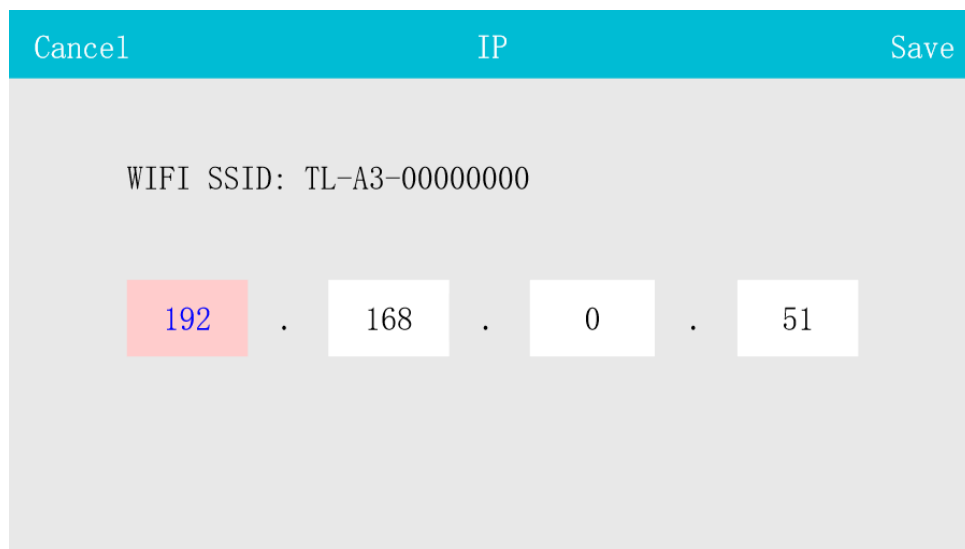 Cancel IP Save
WIFI SSID: TL-A3-00000000
192 . 168 . 0 . 51